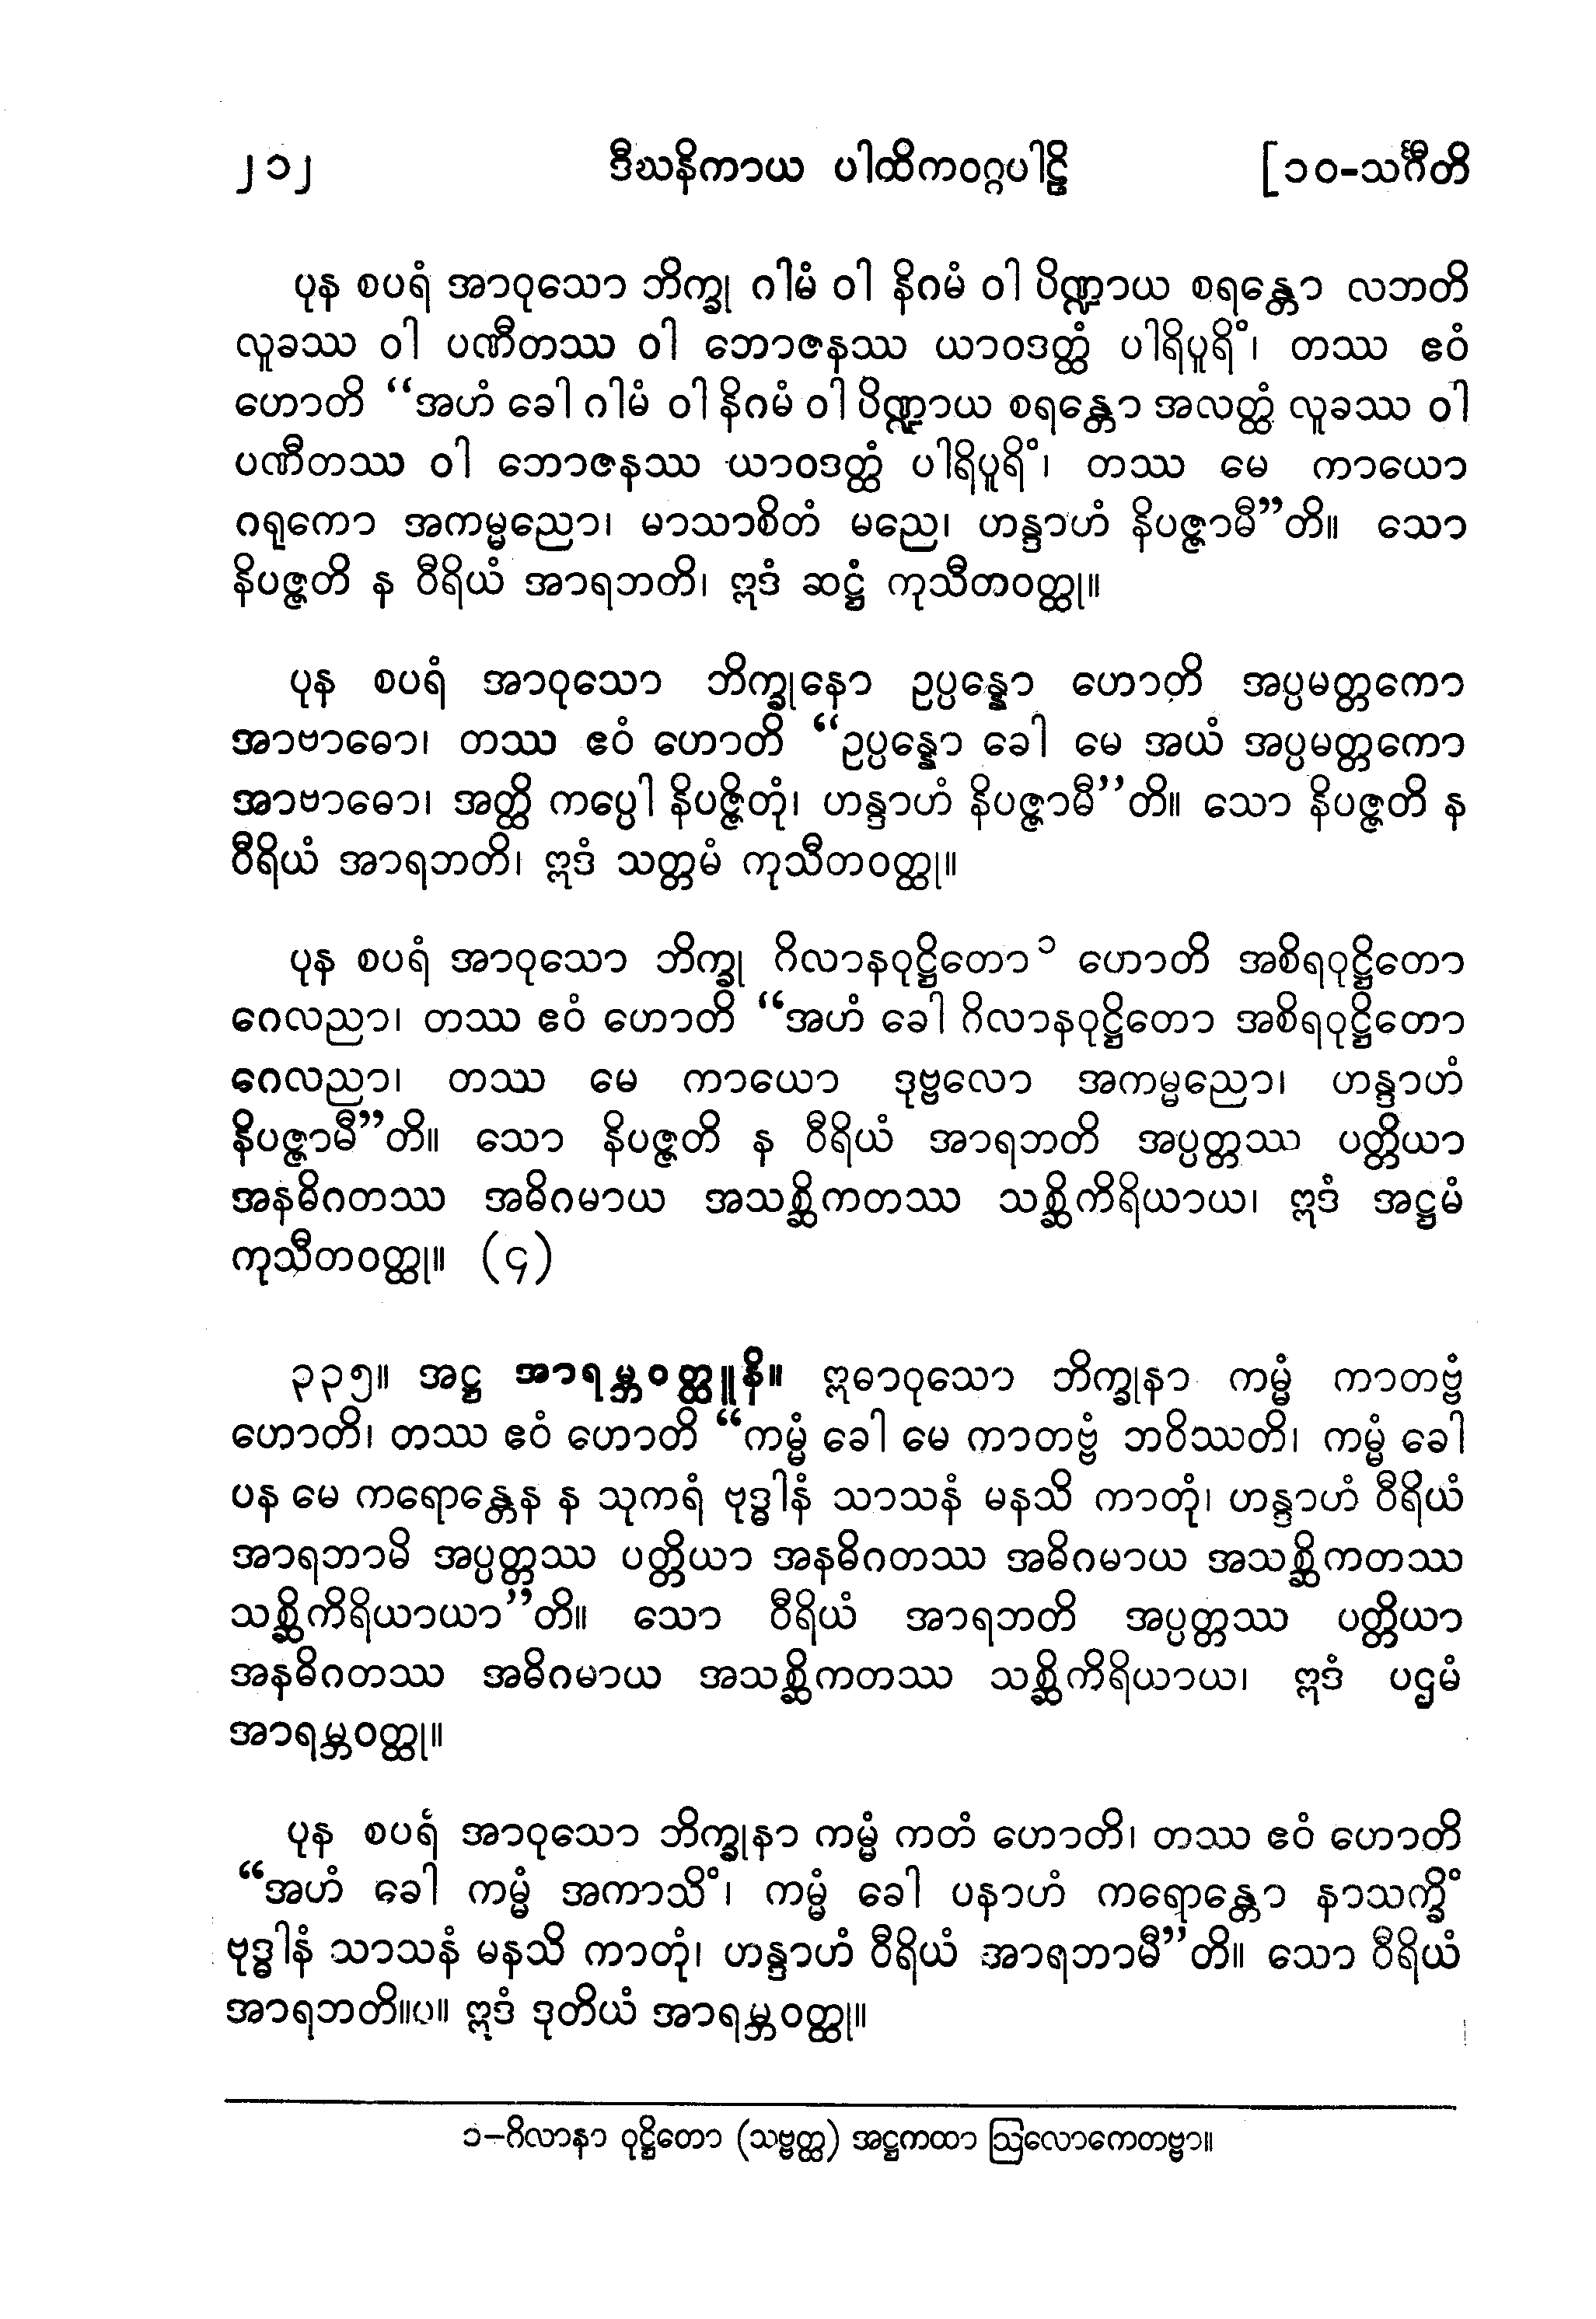 ၂၁၂ ဒီဃနိကာယ ပါထိကဝဂ္ဂပါဠိ [၁၀-သင်္ဂီတိ
ပုန စပရံ အာဝုသော ဘိက္ခု ဂါမံ ဝါ နိဂမံ ဝါ ပိဏ္ဍာယ စရန္တော လဘတိ
လူခဿ ဝါ ပဏီတဿ ဝါ ဘောဇနဿ ယာဝဒတ္ထံ ပါရိပူရိံ၊ တဿ ဧဝံ
ဟောတိ “အဟံ ခေါ ဂါမံ ဝါ နိဂမံ ဝါ ပိဏ္ဍာယ စရန္တော အလတ္ထံ လူခဿ ဝါ
ပဏီတဿ ဝါ ဘောဇနဿ ယာဝဒတ္ထံ ပါရိပူရိံ၊ တဿ မေ ကာယော
ဂရုကော အကမ္မညော၊ မာသာစိတံ မညေ၊ ဟန္ဒာဟံ နိပဇ္ဇာမီ”တိ။ သော
နိပဇ္ဇတိ န ဝီရိယံ အာရဘတိ၊ ဣဒံ ဆဋ္ဌံ ကုသီတဝတ္ထု။
ပုန စပရံ အာဝုသော ဘိက္ခုနော ဥပ္ပန္နော ဟောတိ အပ္ပမတ္တကော
အာဗာဓော၊ တဿ ဧဝံ ဟောတိ “ဥပ္ပန္နော ခေါ မေ အယံ အပ္ပမတ္တကော
အာဗာဓော၊ အတ္ထိ ကပ္ပေါ နိပဇ္ဇိတုံ၊ ဟန္ဒာဟံ နိပဇ္ဇာမီ”တိ။ သော နိပဇ္ဇတိ န
ဝီရိယံ အာရဘတိ၊ ဣဒံ သတ္တမံ ကုသီတဝတ္ထု။
ပုန စပရံ အာဝုသော ဘိက္ခု ဂိလာနဝုဋ္ဌိတော၁ ဟောတိ အစိရဝုဋ္ဌိတော
ဂေလညာ၊ တဿ ဧဝံ ဟောတိ “အဟံ ခေါ ဂိလာနဝုဋ္ဌိတော အစိရဝုဋ္ဌိတော
ဂေလညာ၊ တဿ မေ ကာယော ဒုဗ္ဗလော အကမ္မညော၊ ဟန္ဒာဟံ
နိပဇ္ဇာမီ”တိ။ သော နိပဇ္ဇတိ န ဝီရိယံ အာရဘတိ အပ္ပတ္တဿ ပတ္တိယာ
အနဓိဂတဿ အဓိဂမာယ အသစ္ဆိကတဿ သစ္ဆိကိရိယာယ၊ ဣဒံ အဋ္ဌမံ
ကုသီတဝတ္ထု။ (၄)
၃၃၅။ အဋ္ဌ အာရမ္ဘဝတ္ထူနိ။ ဣဓာဝုသော ဘိက္ခုနာ ကမ္မံ ကာတဗ္ဗံ
ဟောတိ၊ တဿ ဧဝံ ဟောတိ “ကမ္မံ ခေါ မေ ကာတဗ္ဗံ ဘဝိဿတိ၊ ကမ္မံ ခေါ
ပန မေ ကရောန္တေန န သုကရံ ဗုဒ္ဓါနံ သာသနံ မနသိ ကာတုံ၊ ဟန္ဒာဟံ ဝီရိယံ
အာရဘာမိ အပ္ပတ္တဿ ပတ္တိယာ အနဓိဂတဿ အဓိဂမာယ အသစ္ဆိကတဿ
သစ္ဆိကိရိယာယာ”တိ။ သော ဝီရိယံ အာရဘတိ အပ္ပတ္တဿ ပတ္တိယာ
အနဓိဂတဿ အဓိဂမာယ အသစ္ဆိကတဿ သစ္ဆိကိရိယာယ၊ ဣဒံ ပဌမံ
အာရမ္ဘဝတ္ထု။
ပုန စပရံ အာဝုသော ဘိက္ခုနာ ကမ္မံ ကတံ ဟောတိ၊ တဿ ဧဝံ ဟောတိ
“အဟံ ခေါ ကမ္မံ အကာသိံ၊ ကမ္မံ ခေါ ပနာဟံ ကရောန္တော နာသက္ခိံ
ဗုဒ္ဓါနံ သာသနံ မနသိ ကာတုံ၊ ဟန္ဒာဟံ ဝီရိယံ အာရဘာမီ”တိ။ သော ဝီရိယံ
အာရဘတိ။ပ။ ဣဒံ ဒုတိယံ အာရမ္ဘဝတ္ထု။
၁-ဂိလာနာ ဝုဋ္ဌိတော (သဗ္ဗတ္ထ) အဋ္ဌကထာ ဩလောကေတဗ္ဗာ။